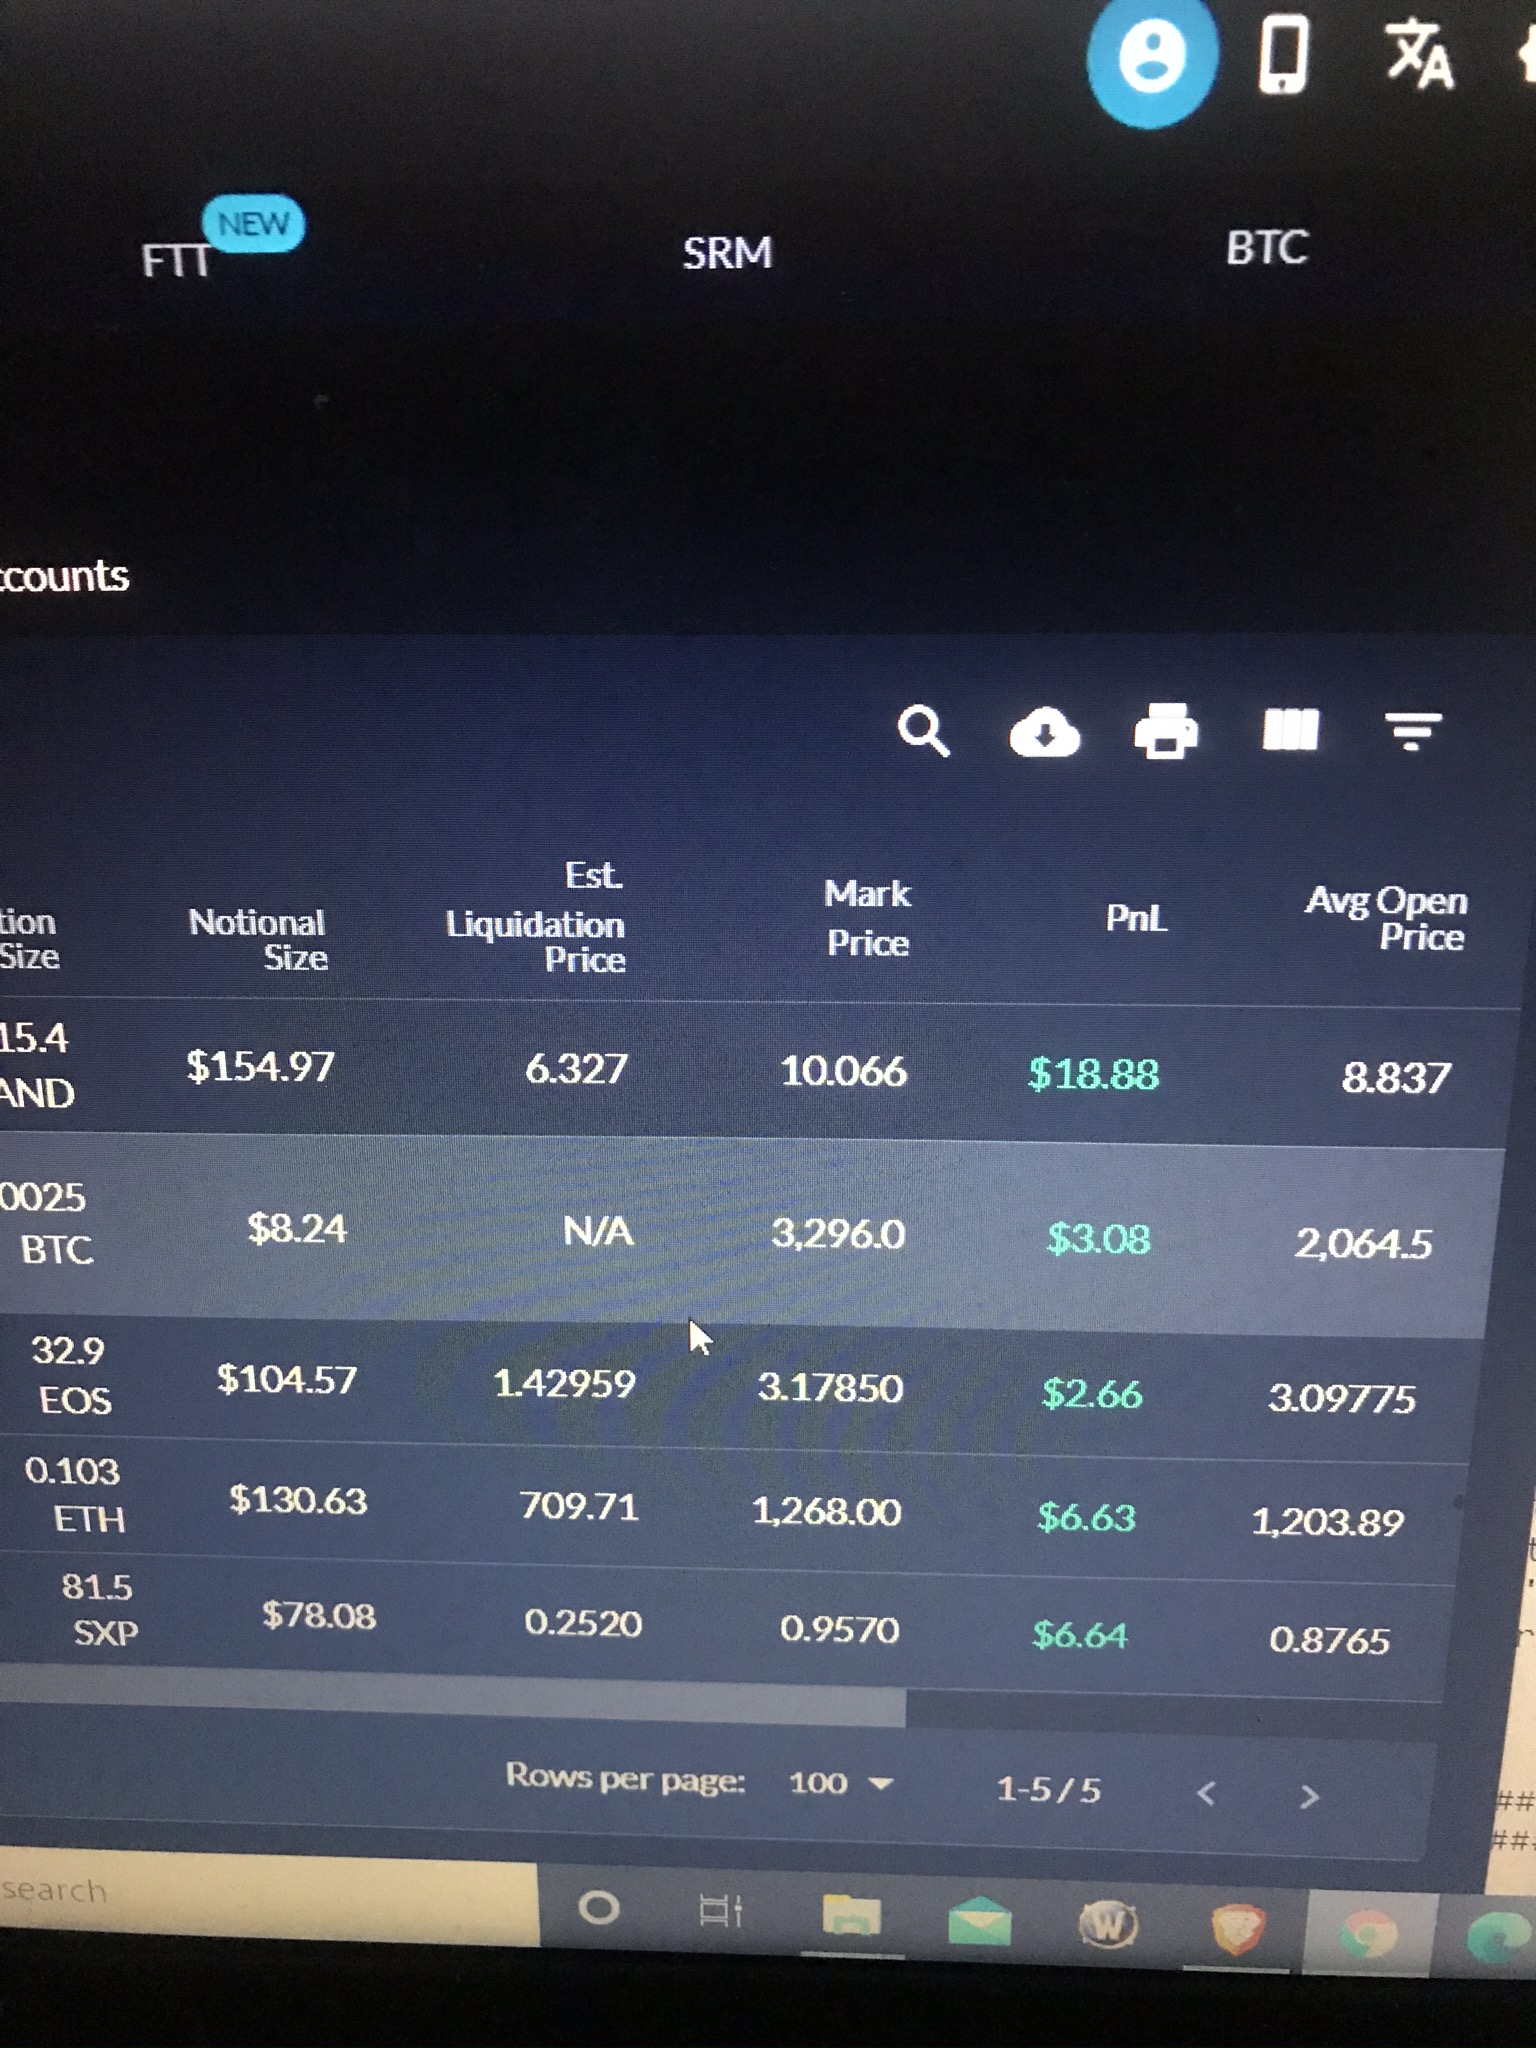 NEW
FTT
SRM
BTC
ccounts
tion Size
Notional Size
Est. Liquidation Price
Mark Price
PnL
Avg Open Price
15.4 AND
$154.97
6.327
10.066
$18.88
8.837
0025 BTC
$8.24
N/A
3,296.0
$3.08
2,064.5
32.9 EOS
$104.57
1.42959
3.17850
$2.66
3.09775
0.103 ETH
$130.63
709.71
1,268.00
$6.63
1,203.89
81.5 SXP
$78.08
0.2520
0.9570
$6.64
0.8765
Rows per page:
100
1-5 / 5
##
###
search
W